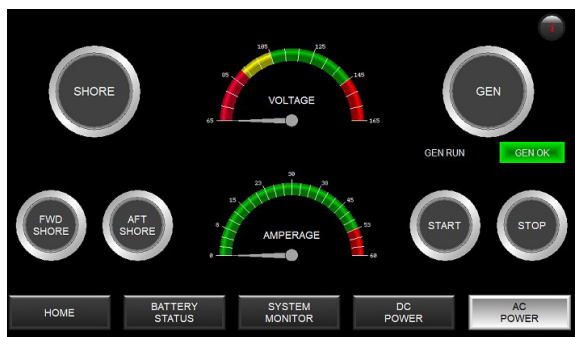 105
125
85
145
SHORE
VOLTAGE
GEN
65
165
GEN RUN
GEN OK
30
23
38
15
45
FWD
SHORE
AFT
SHORE
8
53
START
STOP
AMPERAGE
0
60
HOME
BATTERY
STATUS
SYSTEM
MONITOR
DC
POWER
AC
POWER